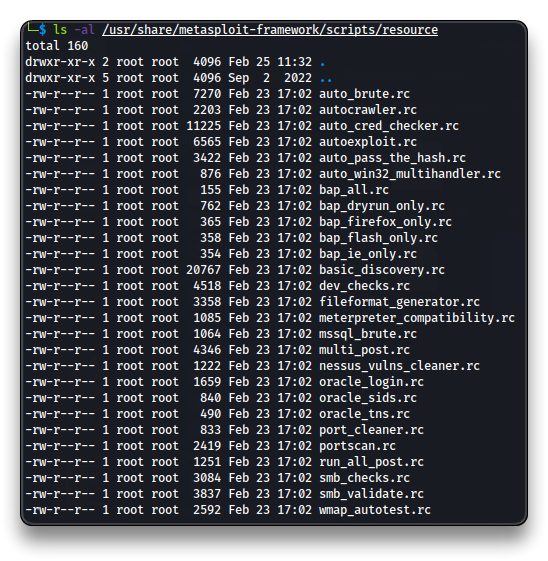 └─$ ls -al /usr/share/metasploit-framework/scripts/resource
total 160
drwxr-xr-x 2 root root  4096 Feb 25 11:32 .
drwxr-xr-x 5 root root  4096 Sep  2  2022 ..
-rw-r--r-- 1 root root  7270 Feb 23 17:02 auto_brute.rc
-rw-r--r-- 1 root root  2203 Feb 23 17:02 autocrawler.rc
-rw-r--r-- 1 root root 11225 Feb 23 17:02 auto_cred_checker.rc
-rw-r--r-- 1 root root  6565 Feb 23 17:02 autoexploit.rc
-rw-r--r-- 1 root root  3422 Feb 23 17:02 auto_pass_the_hash.rc
-rw-r--r-- 1 root root   876 Feb 23 17:02 auto_win32_multihandler.rc
-rw-r--r-- 1 root root   155 Feb 23 17:02 bap_all.rc
-rw-r--r-- 1 root root   762 Feb 23 17:02 bap_dryrun_only.rc
-rw-r--r-- 1 root root   365 Feb 23 17:02 bap_firefox_only.rc
-rw-r--r-- 1 root root   358 Feb 23 17:02 bap_flash_only.rc
-rw-r--r-- 1 root root   354 Feb 23 17:02 bap_ie_only.rc
-rw-r--r-- 1 root root 20767 Feb 23 17:02 basic_discovery.rc
-rw-r--r-- 1 root root  4518 Feb 23 17:02 dev_checks.rc
-rw-r--r-- 1 root root  3358 Feb 23 17:02 fileformat_generator.rc
-rw-r--r-- 1 root root  1085 Feb 23 17:02 meterpreter_compatibility.rc
-rw-r--r-- 1 root root  1064 Feb 23 17:02 mssql_brute.rc
-rw-r--r-- 1 root root  4346 Feb 23 17:02 multi_post.rc
-rw-r--r-- 1 root root  1222 Feb 23 17:02 nessus_vulns_cleaner.rc
-rw-r--r-- 1 root root  1659 Feb 23 17:02 oracle_login.rc
-rw-r--r-- 1 root root   840 Feb 23 17:02 oracle_sids.rc
-rw-r--r-- 1 root root   490 Feb 23 17:02 oracle_tns.rc
-rw-r--r-- 1 root root   833 Feb 23 17:02 port_cleaner.rc
-rw-r--r-- 1 root root  2419 Feb 23 17:02 portscan.rc
-rw-r--r-- 1 root root  1251 Feb 23 17:02 run_all_post.rc
-rw-r--r-- 1 root root  3084 Feb 23 17:02 smb_checks.rc
-rw-r--r-- 1 root root  3837 Feb 23 17:02 smb_validate.rc
-rw-r--r-- 1 root root  2592 Feb 23 17:02 wmap_autotest.rc